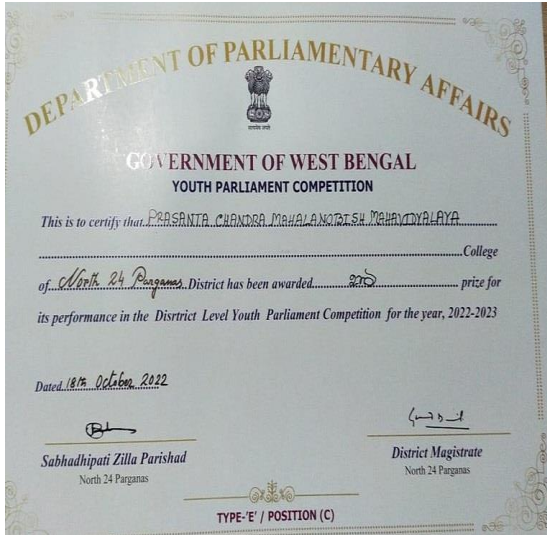 DEPARTMENT OF PARLIAMENTARY AFFAIRS
GOVERNMENT OF WEST BENGAL
YOUTH PARLIAMENT COMPETITION
This is to certify that PRASANTA CHANDRA MAHALANOBISH MAHAVIDYALAYA
College
of North 24 Parganas District has been awarded 2nd prize for
its performance in the Disrtrict Level Youth Parliament Competition for the year, 2022-2023
Dated 18th October 2022
Sabhadhipati Zilla Parishad
North 24 Parganas
District Magistrate
North 24 Parganas
TYPE-'E' / POSITION (C)